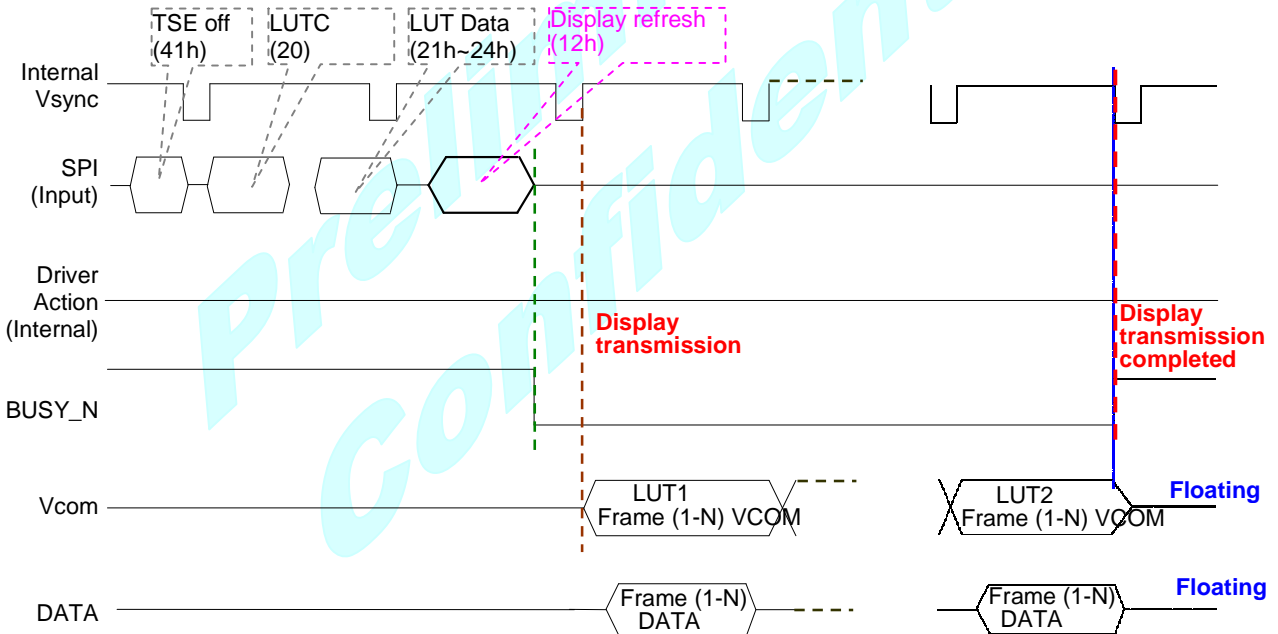 TSE off
(41h)
LUTC
(20)
LUT Data
(21h~24h)
Display refresh
(12h)
Internal
Vsync
SPI
(Input)
Driver
Action
(Internal)
Display
transmission
Display
transmission
completed
BUSY_N
Vcom
LUT1
Frame (1-N) VCOM
LUT2
Frame (1-N) VCOM
Floating
DATA
Frame (1-N)
DATA
Frame (1-N)
DATA
Floating
Prelim
Confident